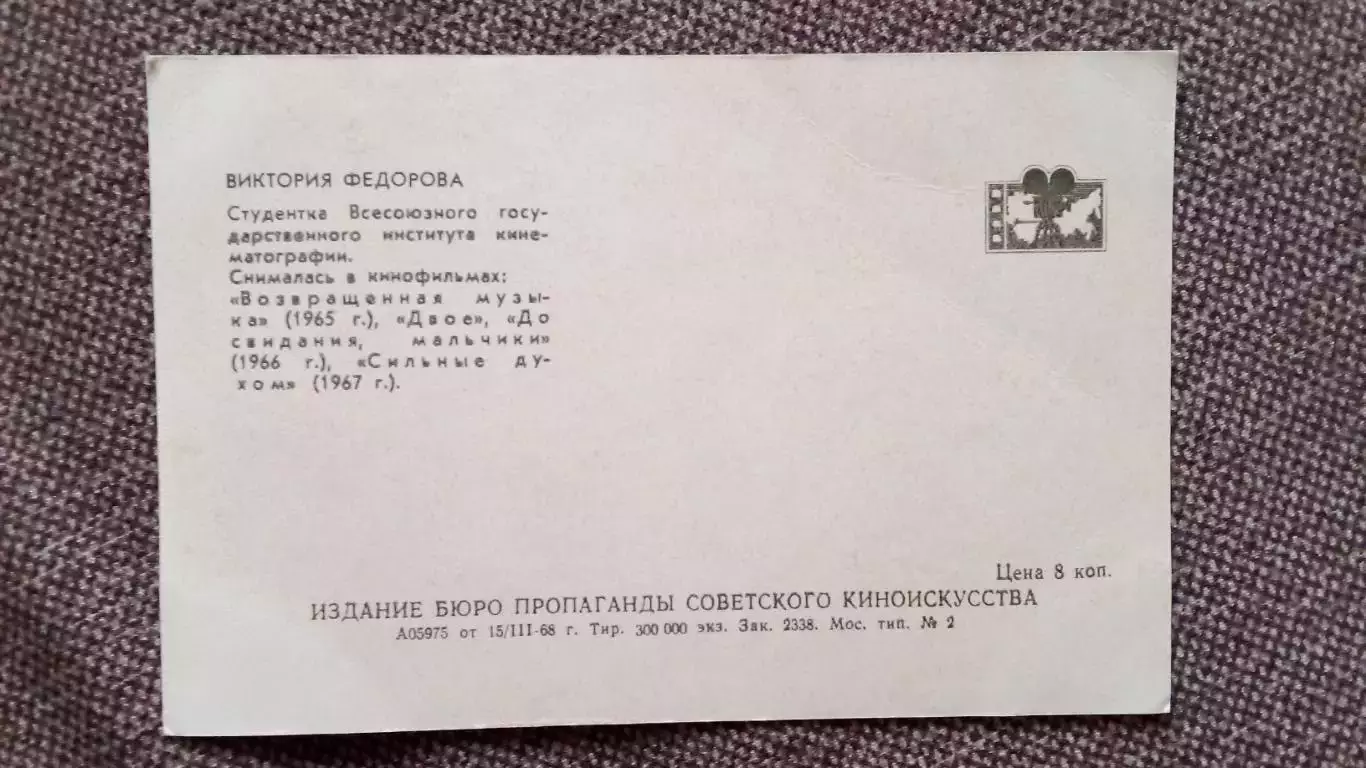 ВИКТОРИЯ ФЕДОРОВА
Студентка Всесоюзного госу-
дарственного института кине-
матографии.
Снималась в кинофильмах:
«Возвращенная музы-
ка» (1965 г.), «Двое», «До
свидания, мальчики»
(1966 г.), «Сильные ду-
хом» (1967 г.).
Цена 8 коп.
ИЗДАНИЕ БЮРО ПРОПАГАНДЫ СОВЕТСКОГО КИНОИСКУССТВА
А05975 от 15/III-68 г. Тир. 300 000 экз. Зак. 2338. Мос. тип. № 2